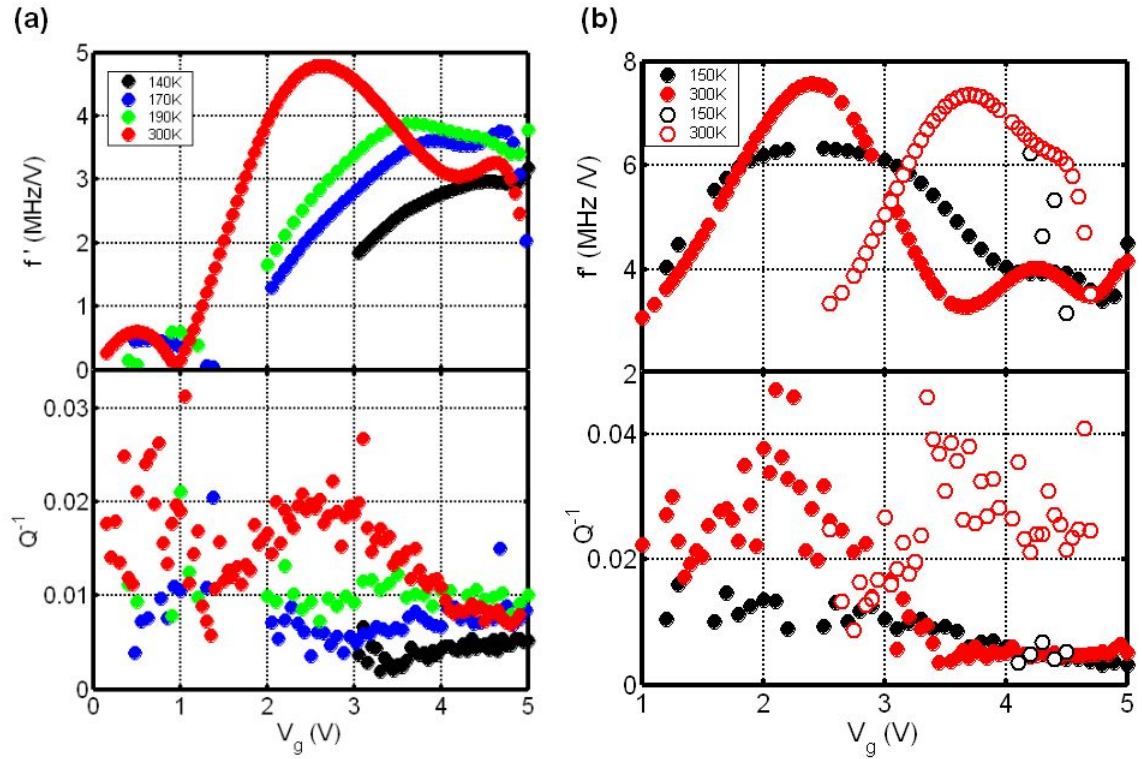 (a)
(b)
5
4
3
2
1
0
f ' (MHz/V)
140K
170K
190K
300K
0.03
0.02
0.01
0
Q⁻¹
0 1 2 3 4 5
V_g (V)
8
6
4
2
f' (MHz /V)
150K
300K
150K
300K
0.04
0.02
0
Q⁻¹
1 2 3 4 5
V_g (V)